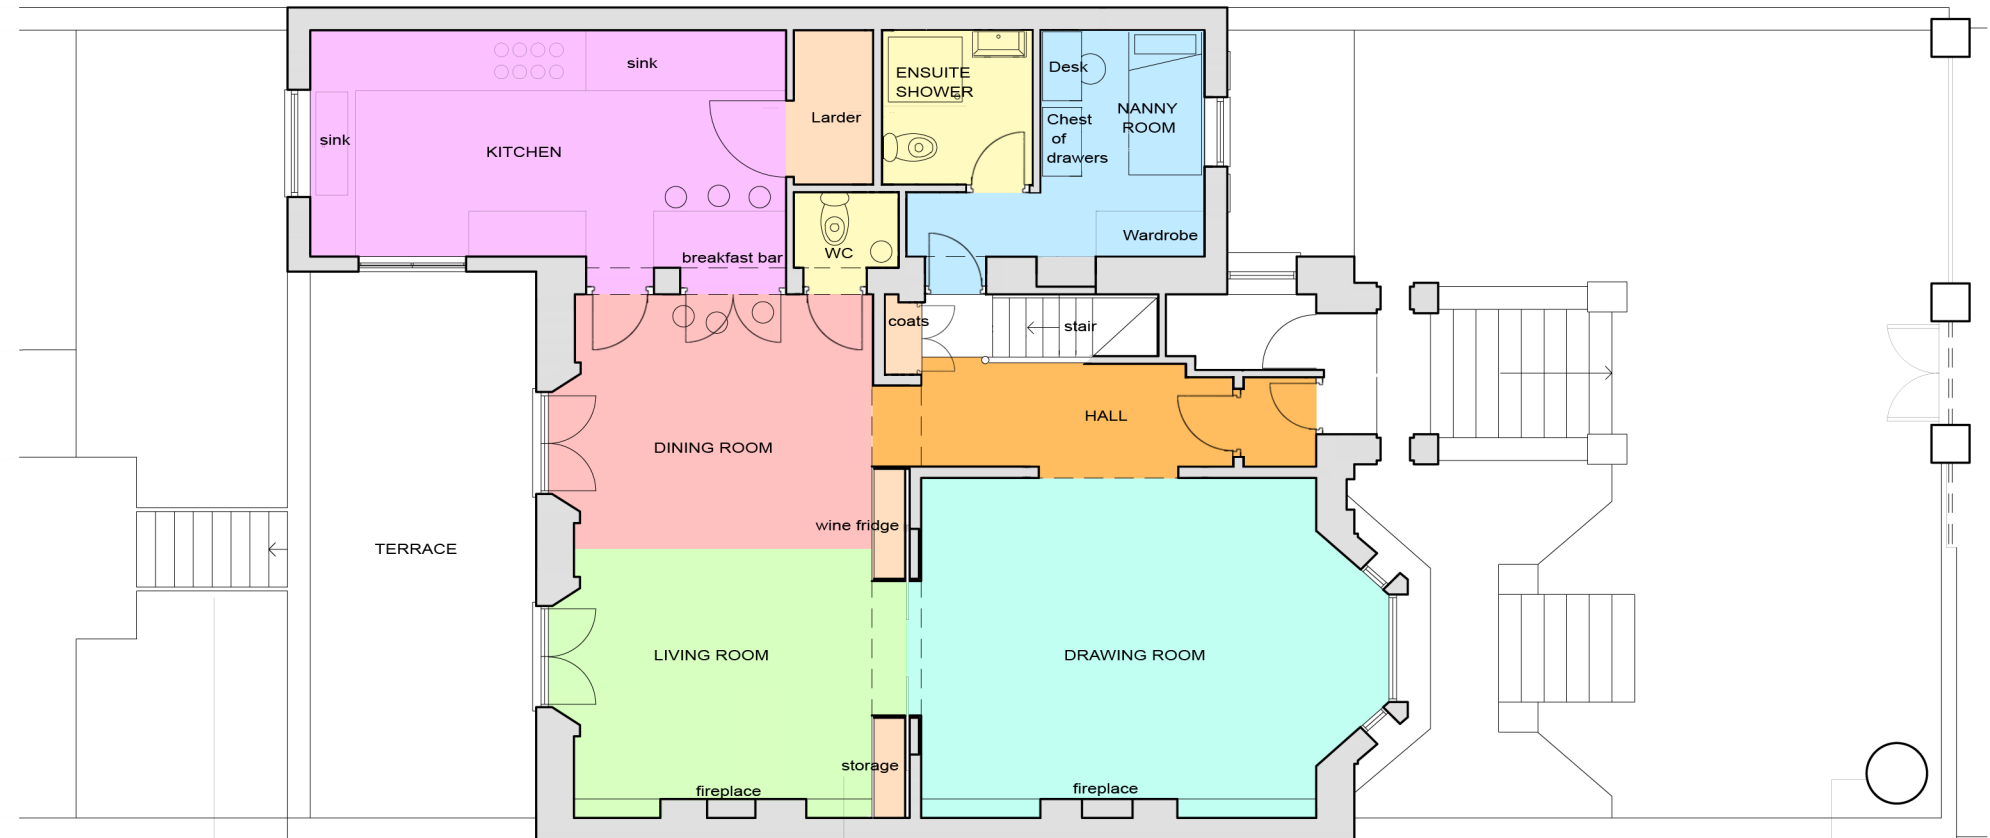 sink
ENSUITE
SHOWER
Desk
sink
KITCHEN
Larder
Chest
of
drawers
NANNY
ROOM
breakfast bar
WC
Wardrobe
coats
stair
HALL
DINING ROOM
wine fridge
TERRACE
LIVING ROOM
DRAWING ROOM
storage
fireplace
fireplace